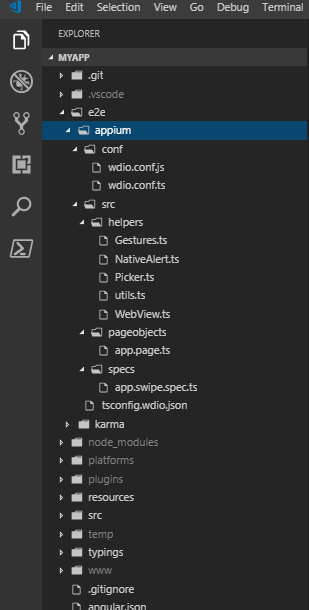 File Edit Selection View Go Debug Terminal
EXPLORER
MYAPP
.git
.vscode
e2e
appium
conf
wdio.conf.js
wdio.conf.ts
src
helpers
Gestures.ts
NativeAlert.ts
Picker.ts
utils.ts
WebView.ts
pageobjects
app.page.ts
specs
app.swipe.spec.ts
tsconfig.wdio.json
karma
node_modules
platforms
plugins
resources
src
temp
typings
www
.gitignore
angular.json